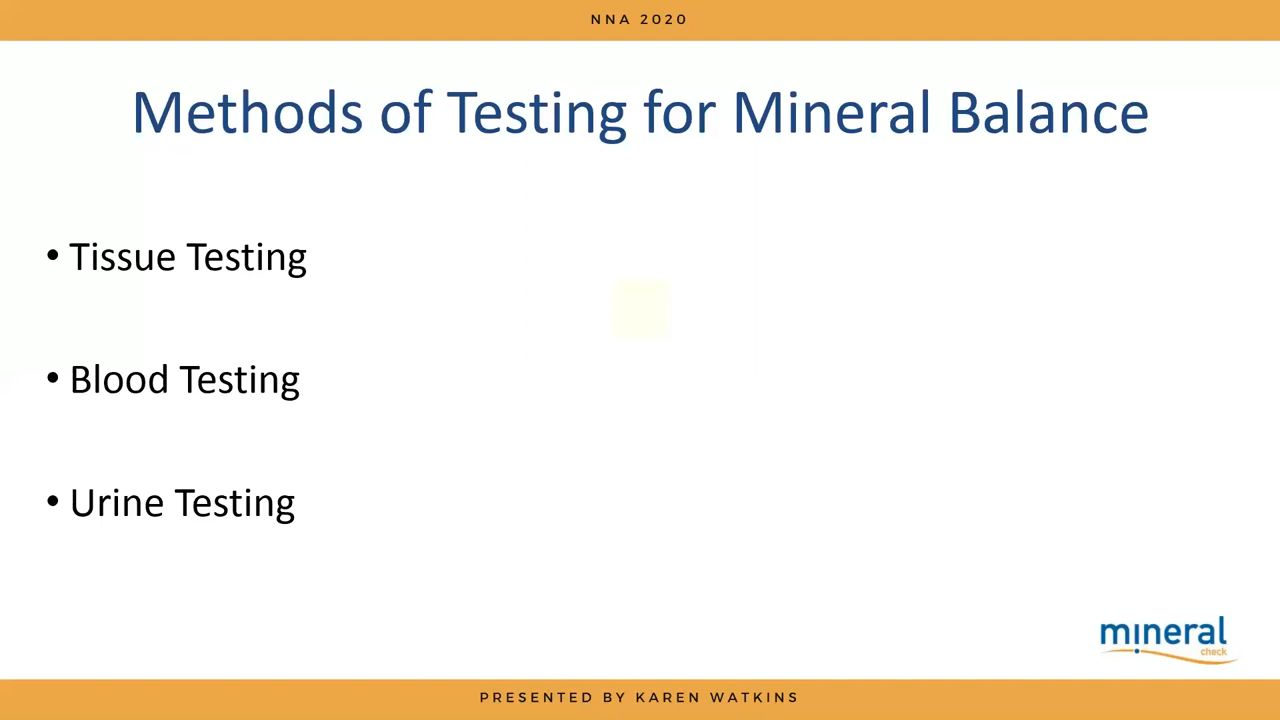 NNA 2020
Methods of Testing for Mineral Balance
• Tissue Testing
• Blood Testing
• Urine Testing
mineral
check
PRESENTED BY KAREN WATKINS